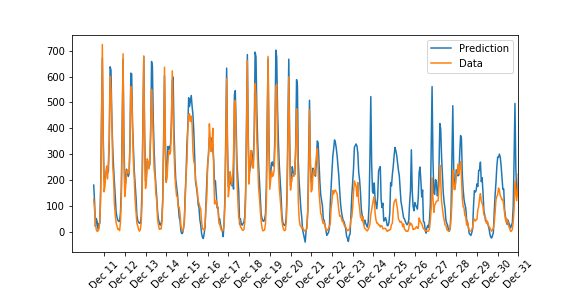 700
600
500
400
300
200
100
0
Prediction
Data
Dec 11
Dec 12
Dec 13
Dec 14
Dec 15
Dec 16
Dec 17
Dec 18
Dec 19
Dec 20
Dec 21
Dec 22
Dec 23
Dec 24
Dec 25
Dec 26
Dec 27
Dec 28
Dec 29
Dec 30
Dec 31